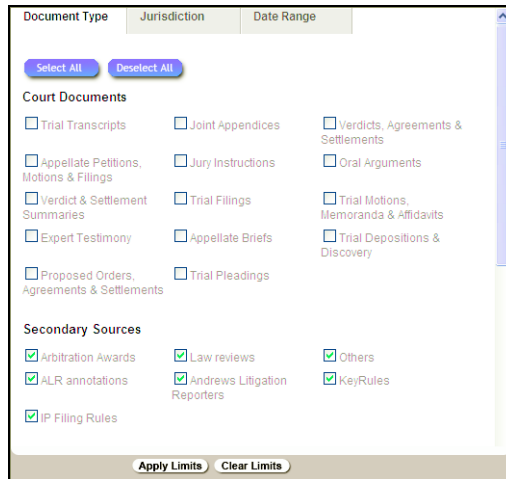 Document Type Jurisdiction Date Range
Select All Deselect All
Court Documents
Trial Transcripts Joint Appendices Verdicts, Agreements &
Settlements
Appellate Petitions, Jury Instructions Oral Arguments
Motions & Filings
Verdict & Settlement Trial Filings Trial Motions,
Summaries Memoranda & Affidavits
Expert Testimony Appellate Briefs Trial Depositions &
Discovery
Proposed Orders, Trial Pleadings
Agreements & Settlements
Secondary Sources
Arbitration Awards Law reviews Others
ALR annotations Andrews Litigation KeyRules
Reporters
IP Filing Rules
Apply Limits Clear Limits